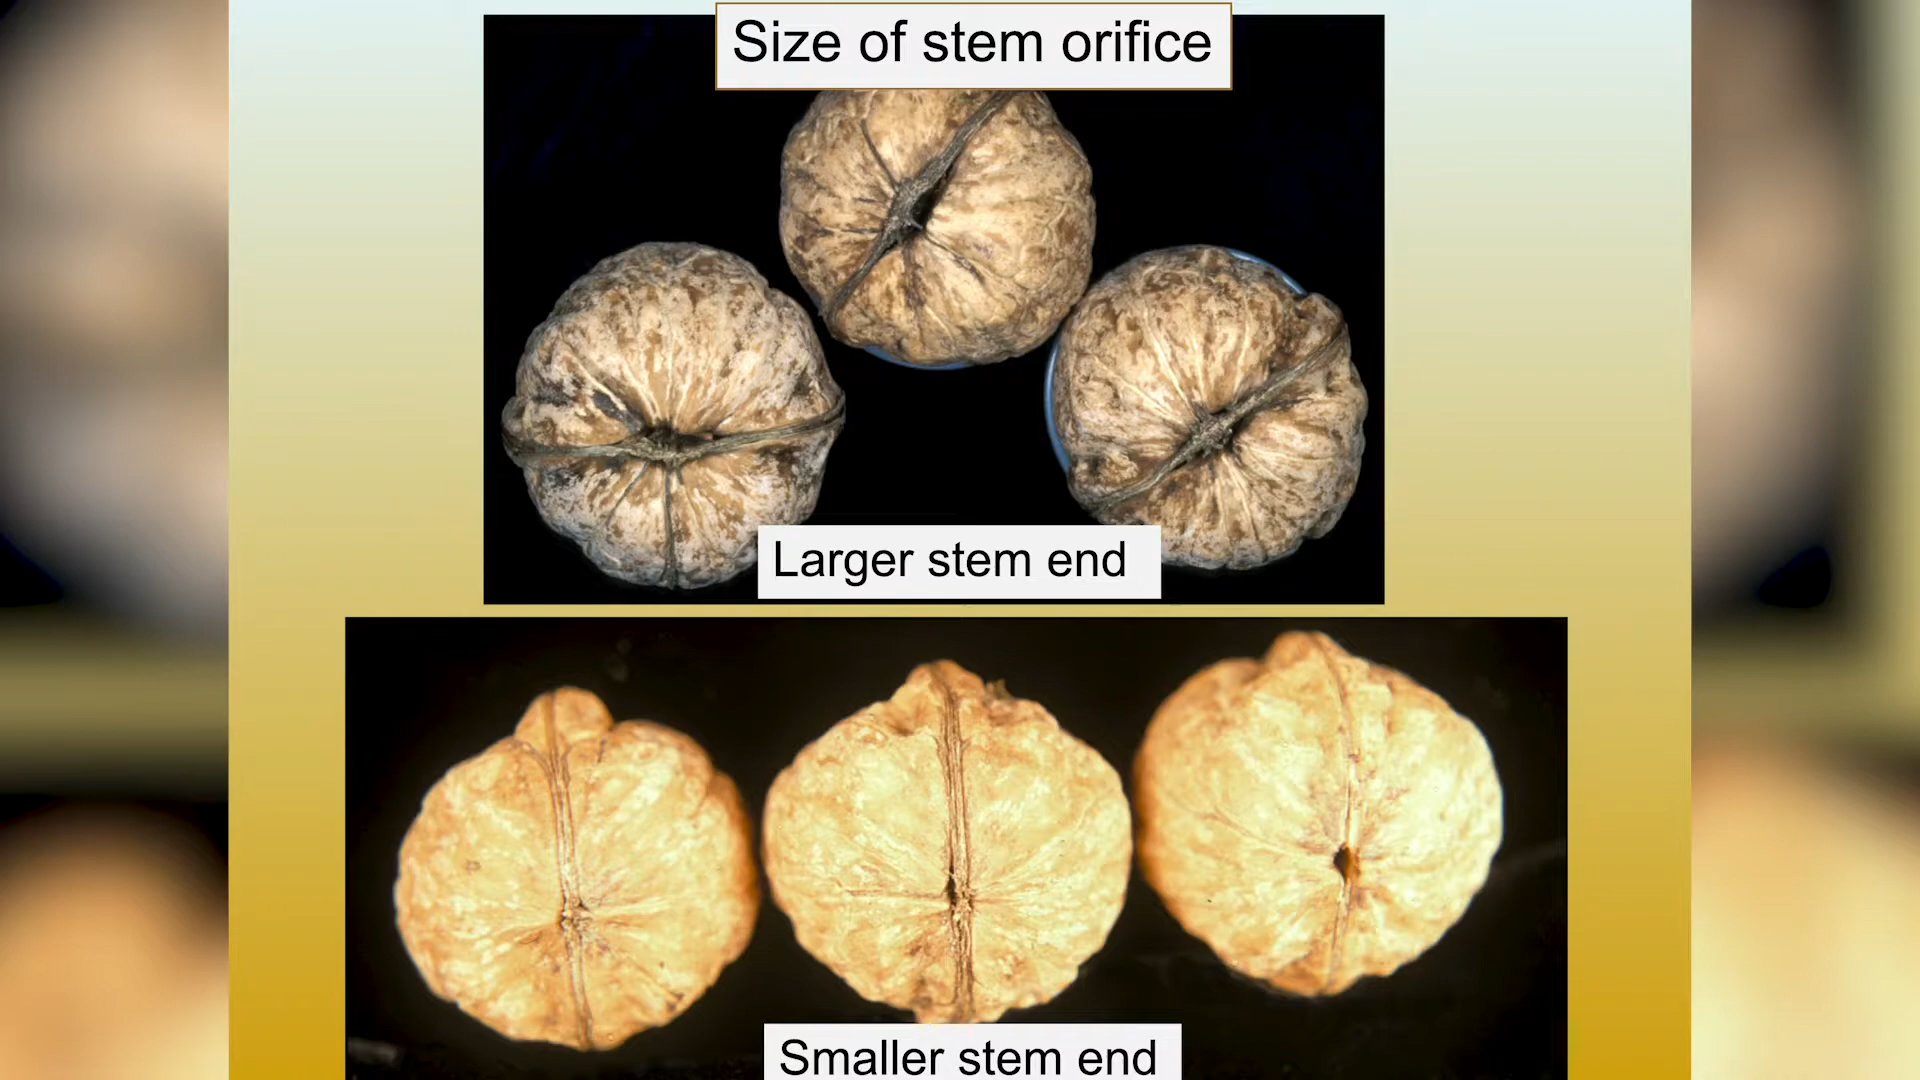 Size of stem orifice
Larger stem end
Smaller stem end